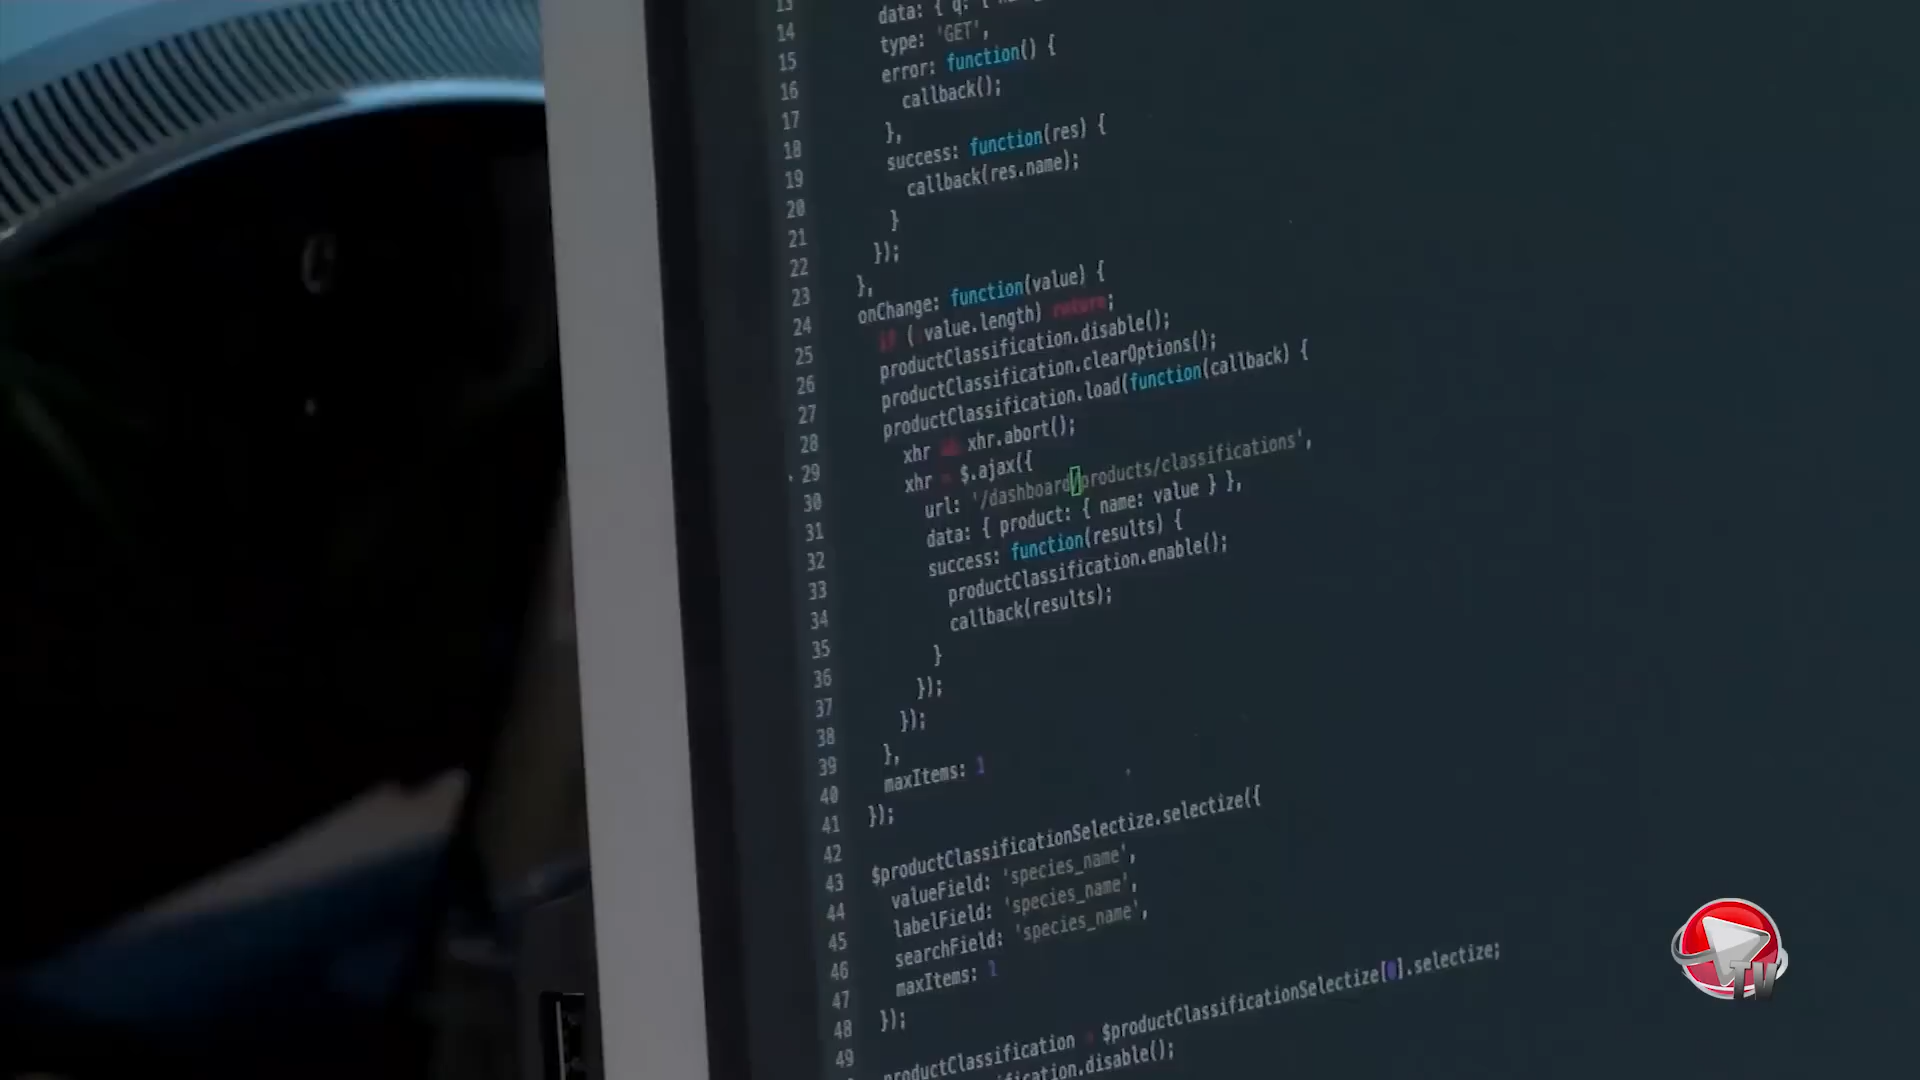 13 data: { q: {
14 type: 'GET',
15 error: function() {
16 callback();
17 },
18 success: function(res) {
19 callback(res.name);
20 }
21 });
22 },
23 onChange: function(value) {
24 if ( value.length) return;
25 productClassification.disable();
26 productClassification.clearOptions();
27 productClassification.load(function(callback) {
28 xhr xhr.abort();
29 xhr = $.ajax({
30 url: '/dashboard/products/classifications',
31 data: { product: { name: value } },
32 success: function(results) {
33 productClassification.enable();
34 callback(results);
35 }
36 });
37 });
38 },
39 maxItems: 1
40 });
41
42 $productClassificationSelectize.selectize({
43 valueField: 'species_name',
44 labelField: 'species_name',
45 searchField: 'species_name',
46 maxItems: 1
47 });
48
49 productClassification = $productClassificationSelectize[0].selectize;
.disable();
TV